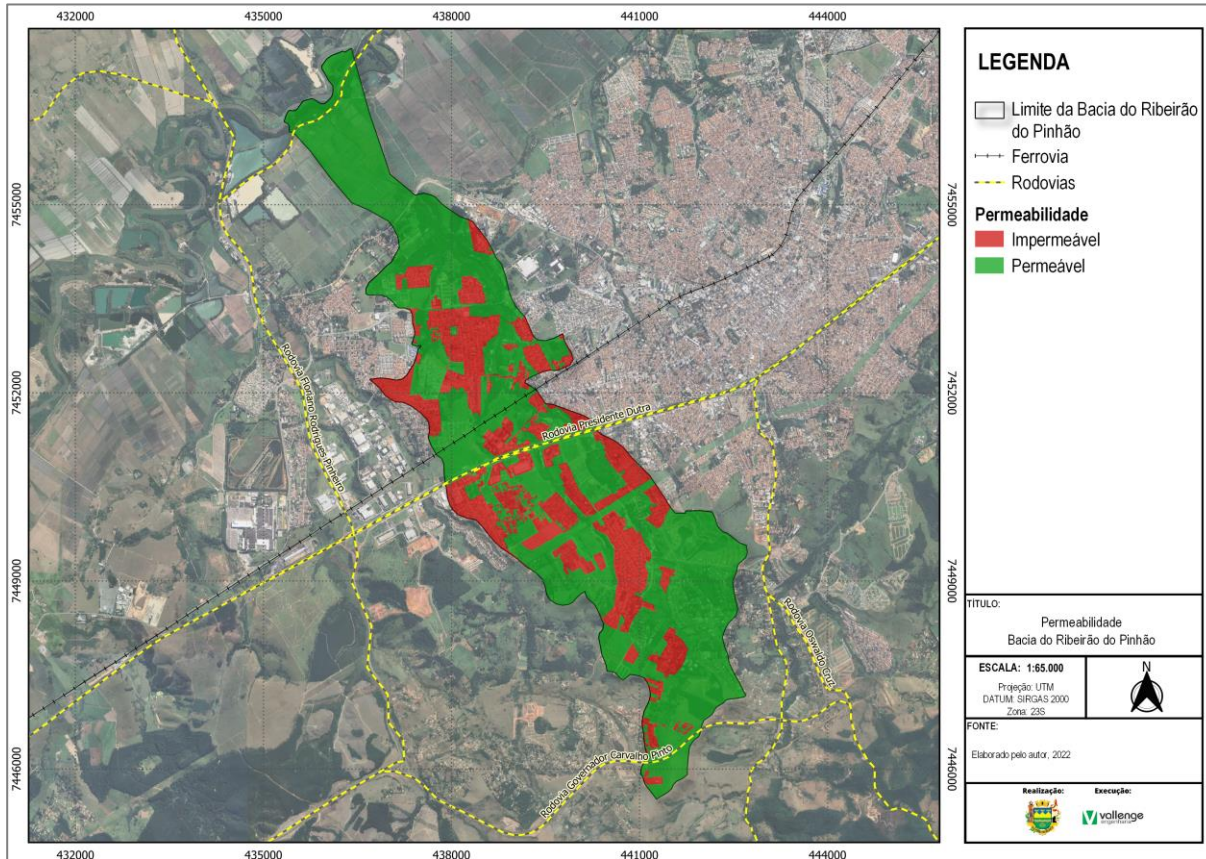 432000 435000 438000 441000 444000
7455000 7455000
7452000 7452000
7449000 7449000
7446000 7446000
Rodovia Floriano Rodrigues Pinheiro
Rodovia Presidente Dutra
Rodovia Oswaldo Cruz
Rodovia Governador Carvalho Pinto
432000 435000 438000 441000 444000
LEGENDA
Limite da Bacia do Ribeirão
do Pinhão
Ferrovia
Rodovias
Permeabilidade
Impermeável
Permeável
TÍTULO:
Permeabilidade
Bacia do Ribeirão do Pinhão
ESCALA: 1:65.000
Projeção: UTM
DATUM: SIRGAS 2000
Zona: 23S
N
FONTE:
Elaborado pelo autor, 2022
Realização:
Execução:
vallenge
engenharia